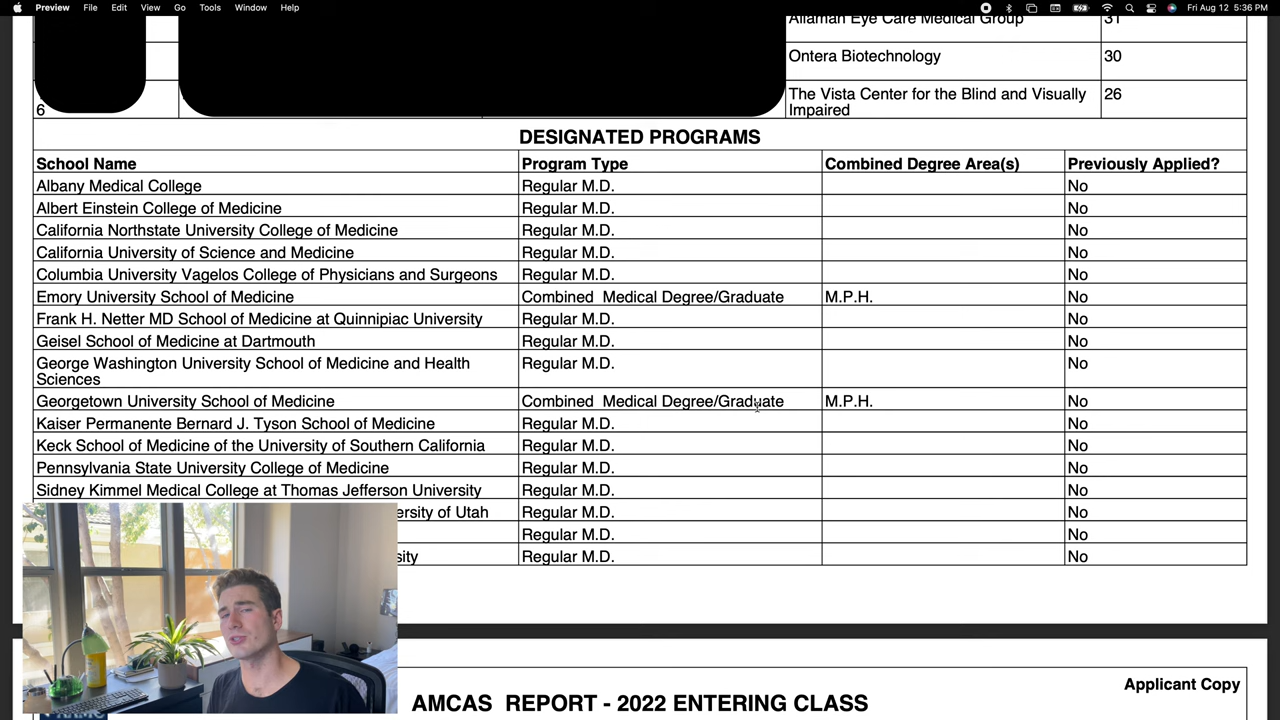 Preview File Edit View Go Tools Window Help Fri Aug 12 5:36 PM
Allaman Eye Care Medical Group 31
Ontera Biotechnology 30
The Vista Center for the Blind and Visually 26
Impaired
6
DESIGNATED PROGRAMS
School Name Program Type Combined Degree Area(s) Previously Applied?
Albany Medical College Regular M.D. No
Albert Einstein College of Medicine Regular M.D. No
California Northstate University College of Medicine Regular M.D. No
California University of Science and Medicine Regular M.D. No
Columbia University Vagelos College of Physicians and Surgeons Regular M.D. No
Emory University School of Medicine Combined Medical Degree/Graduate M.P.H. No
Frank H. Netter MD School of Medicine at Quinnipiac University Regular M.D. No
Geisel School of Medicine at Dartmouth Regular M.D. No
George Washington University School of Medicine and Health Regular M.D. No
Sciences
Georgetown University School of Medicine Combined Medical Degree/Graduate M.P.H. No
Kaiser Permanente Bernard J. Tyson School of Medicine Regular M.D. No
Keck School of Medicine of the University of Southern California Regular M.D. No
Pennsylvania State University College of Medicine Regular M.D. No
Sidney Kimmel Medical College at Thomas Jefferson University Regular M.D. No
ersity of Utah Regular M.D. No
Regular M.D. No
sity Regular M.D. No
Applicant Copy
AMCAS REPORT - 2022 ENTERING CLASS